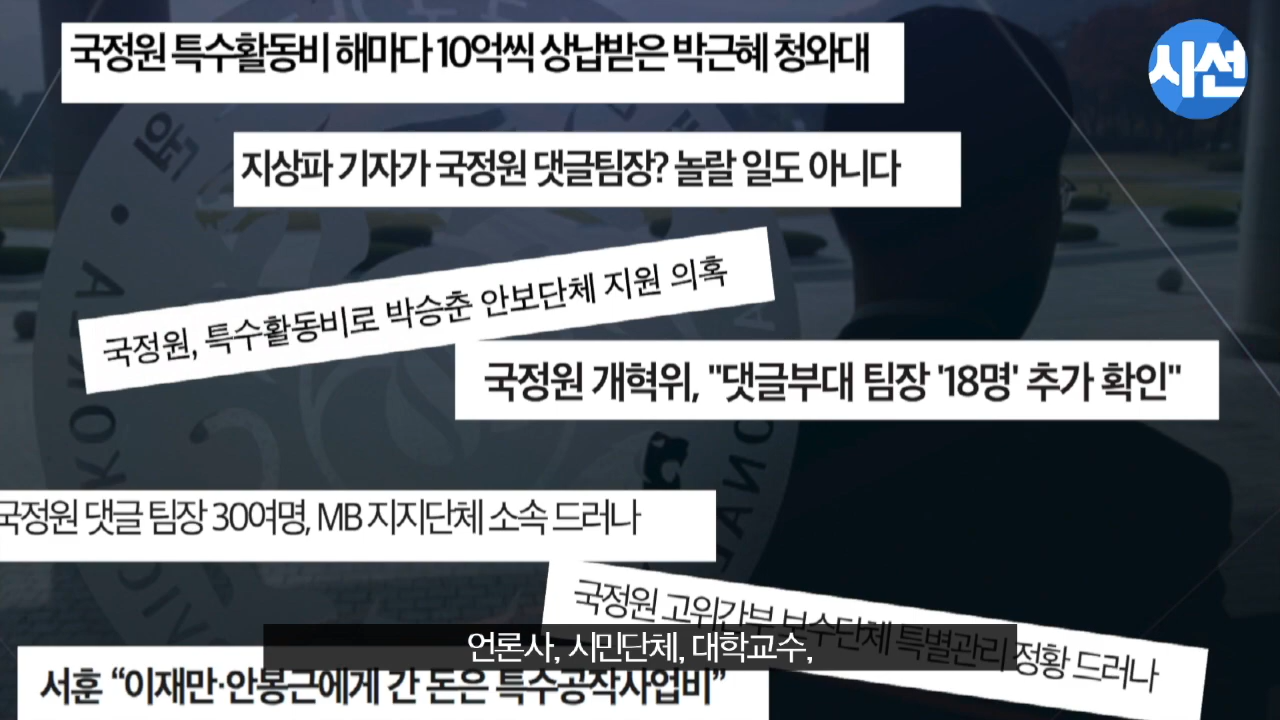 국정원 특수활동비 해마다 10억씩 상납받은 박근혜 청와대
시선
지상파 기자가 국정원 댓글팀장? 놀랄 일도 아니다
국정원, 특수활동비로 박승춘 안보단체 지원 의혹
국정원 개혁위, "댓글부대 팀장 '18명' 추가 확인"
국정원 댓글 팀장 30여명, MB 지지단체 소속 드러나
국정원 고위간부 보수단체 특별관리 정황 드러나
언론사, 시민단체, 대학교수,
서훈 “이재만·안봉근에게 간 돈은 특수공작사업비”